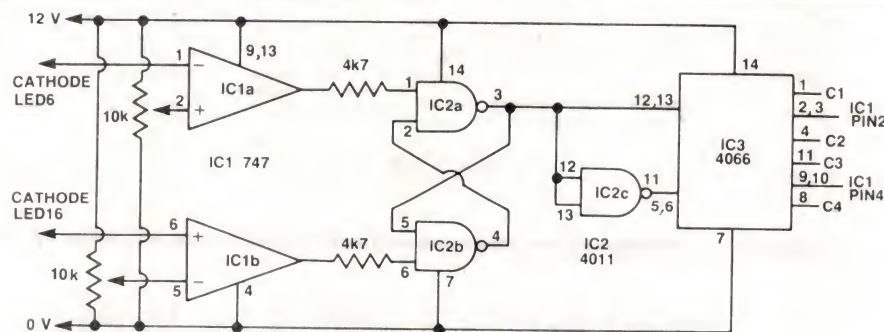 12 V
9,13
1
CATHODE
LED6
2
10k
IC1a
4k7
1
14
3
IC2a
2
12,13
14
1
C1
2,3
IC1
PIN2
IC3
4066
4
C2
11
C3
9,10
IC1
PIN4
8
C4
7
IC1 747
12
11
IC2c
13
5,6
CATHODE
LED16
6
10k
5
IC1b
4
4k7
5
4
IC2b
6
7
IC2
4011
0 V